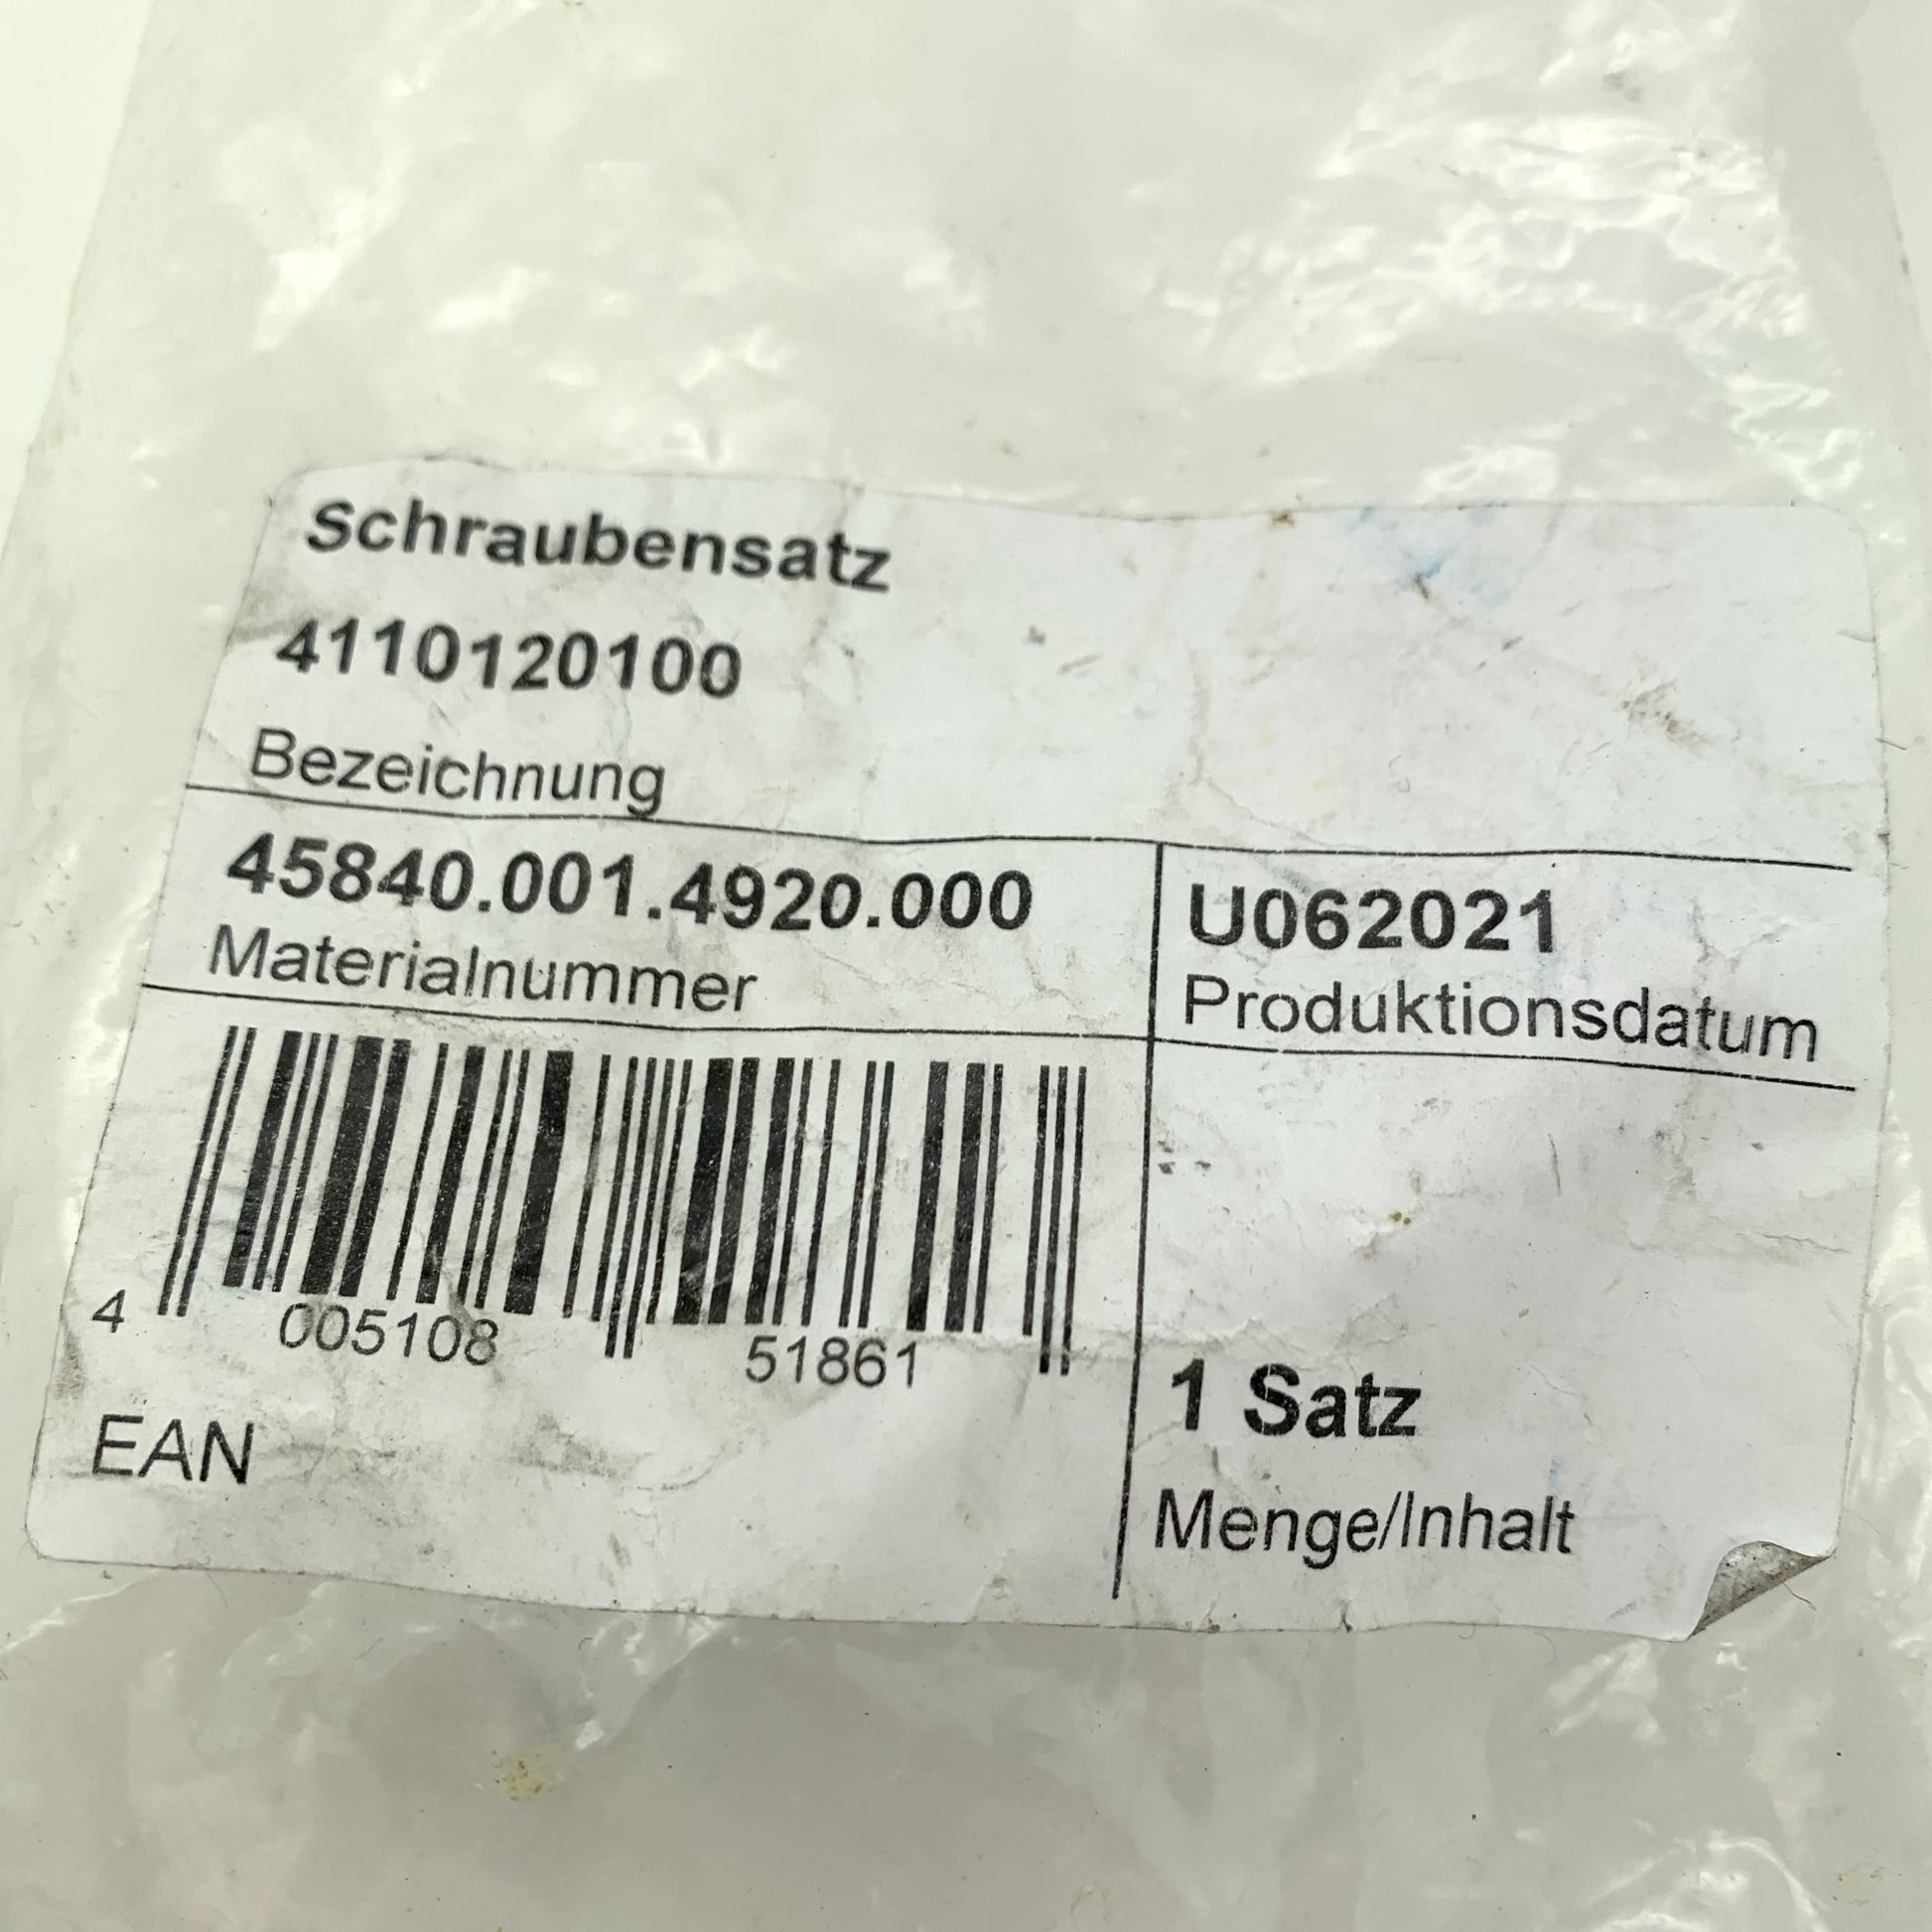 Schraubensatz
4110120100
Bezeichnung
45840.001.4920.000
Materialnummer
U062021
Produktionsdatum
4 005108 51861
EAN
1 Satz
Menge/Inhalt